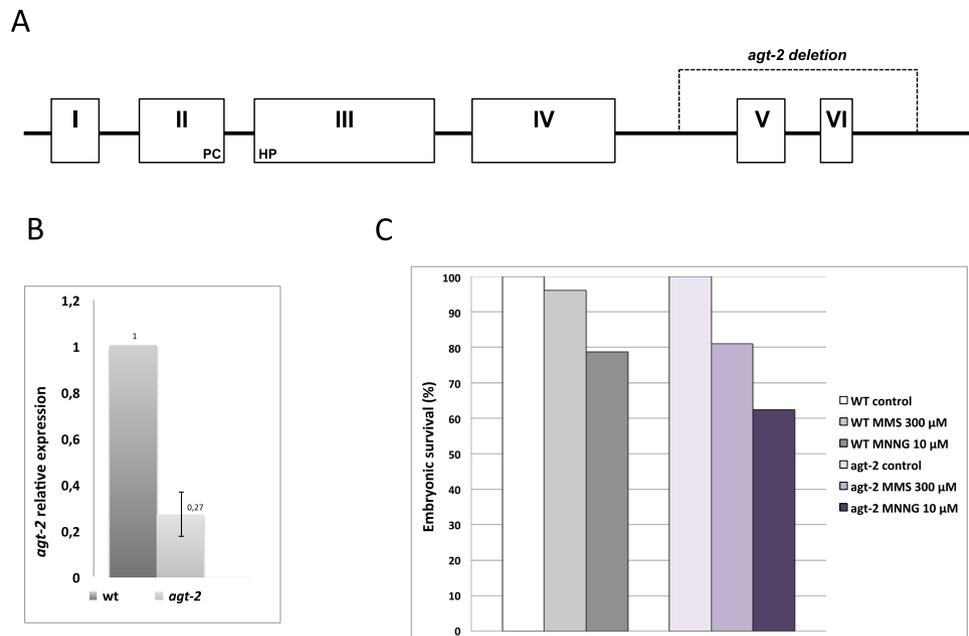 A
agt-2 deletion
I
II
III
IV
V
VI
PC
HP
B
C
agt-2 relative expression
1,2
1
0,8
0,6
0,4
0,2
0
1
0,27
wt
agt-2
Embryonic survival (%)
100
90
80
70
60
50
40
30
20
10
0
WT control
WT MMS 300 µM
WT MNNG 10 µM
agt-2 control
agt-2 MMS 300 µM
agt-2 MNNG 10 µM